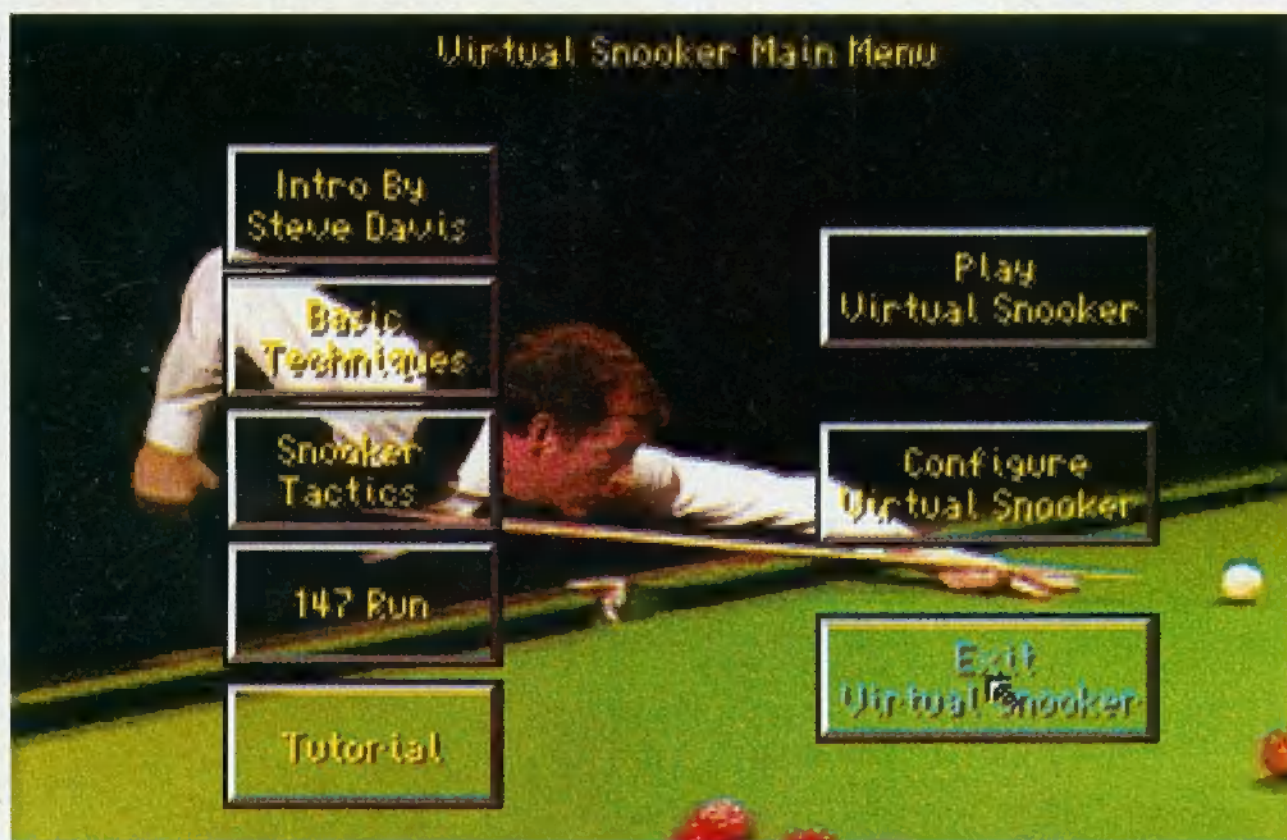 Virtual Snooker Main Menu
Intro By
Steve Davis
Basic
Techniques
Snooker
Tactics
147 Run
Tutorial
Play
Virtual Snooker
Configure
Virtual Snooker
Exit
Virtual Snooker